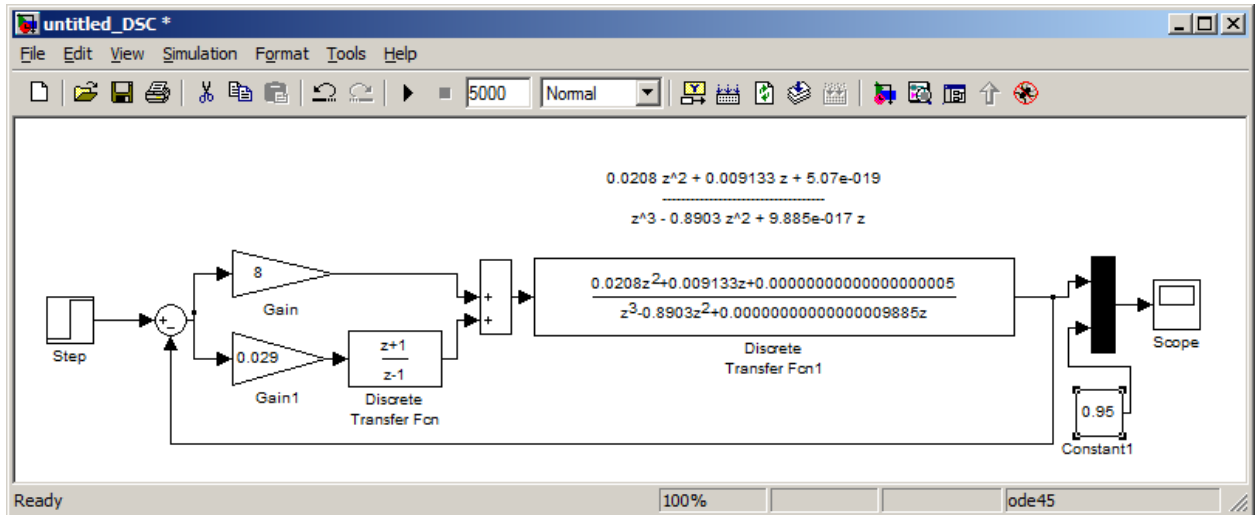 untitled_DSC *
File Edit View Simulation Format Tools Help
5000 Normal
0.0208 z^2 + 0.009133 z + 5.07e-019
-----------------------------------
z^3 - 0.8903 z^2 + 9.885e-017 z
8
Gain
0.0208z2+0.009133z+0.00000000000000000005
z3-0.8903z2+0.00000000000000009885z
Discrete
Transfer Fcn1
+
+
+
-
Step
0.029
Gain1
z+1
z-1
Discrete
Transfer Fcn
Scope
0.95
Constant1
Ready 100% ode45